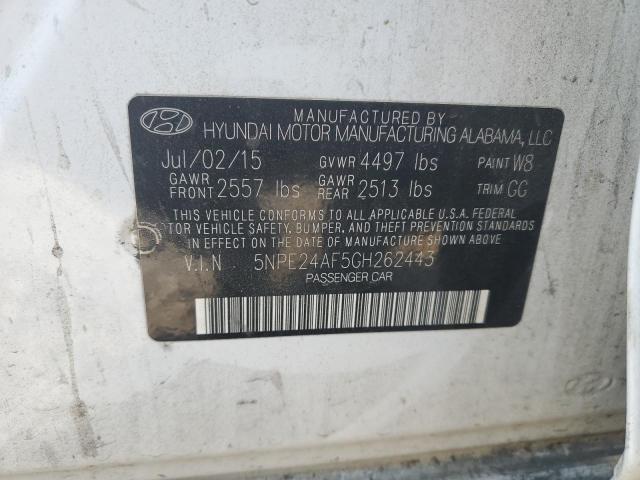 MANUFACTURED BY
HYUNDAI MOTOR MANUFACTURING ALABAMA, LLC
Jul/02/15 GVWR 4497 lbs PAINT W8
GAWR FRONT 2557 lbs GAWR REAR 2513 lbs TRIM GG
THIS VEHICLE CONFORMS TO ALL APPLICABLE U.S.A. FEDERAL
MOTOR VEHICLE SAFETY, BUMPER, AND THEFT PREVENTION STANDARDS
IN EFFECT ON THE DATE OF MANUFACTURE SHOWN ABOVE.
V.I.N 5NPE24AF5GH262443
PASSENGER CAR